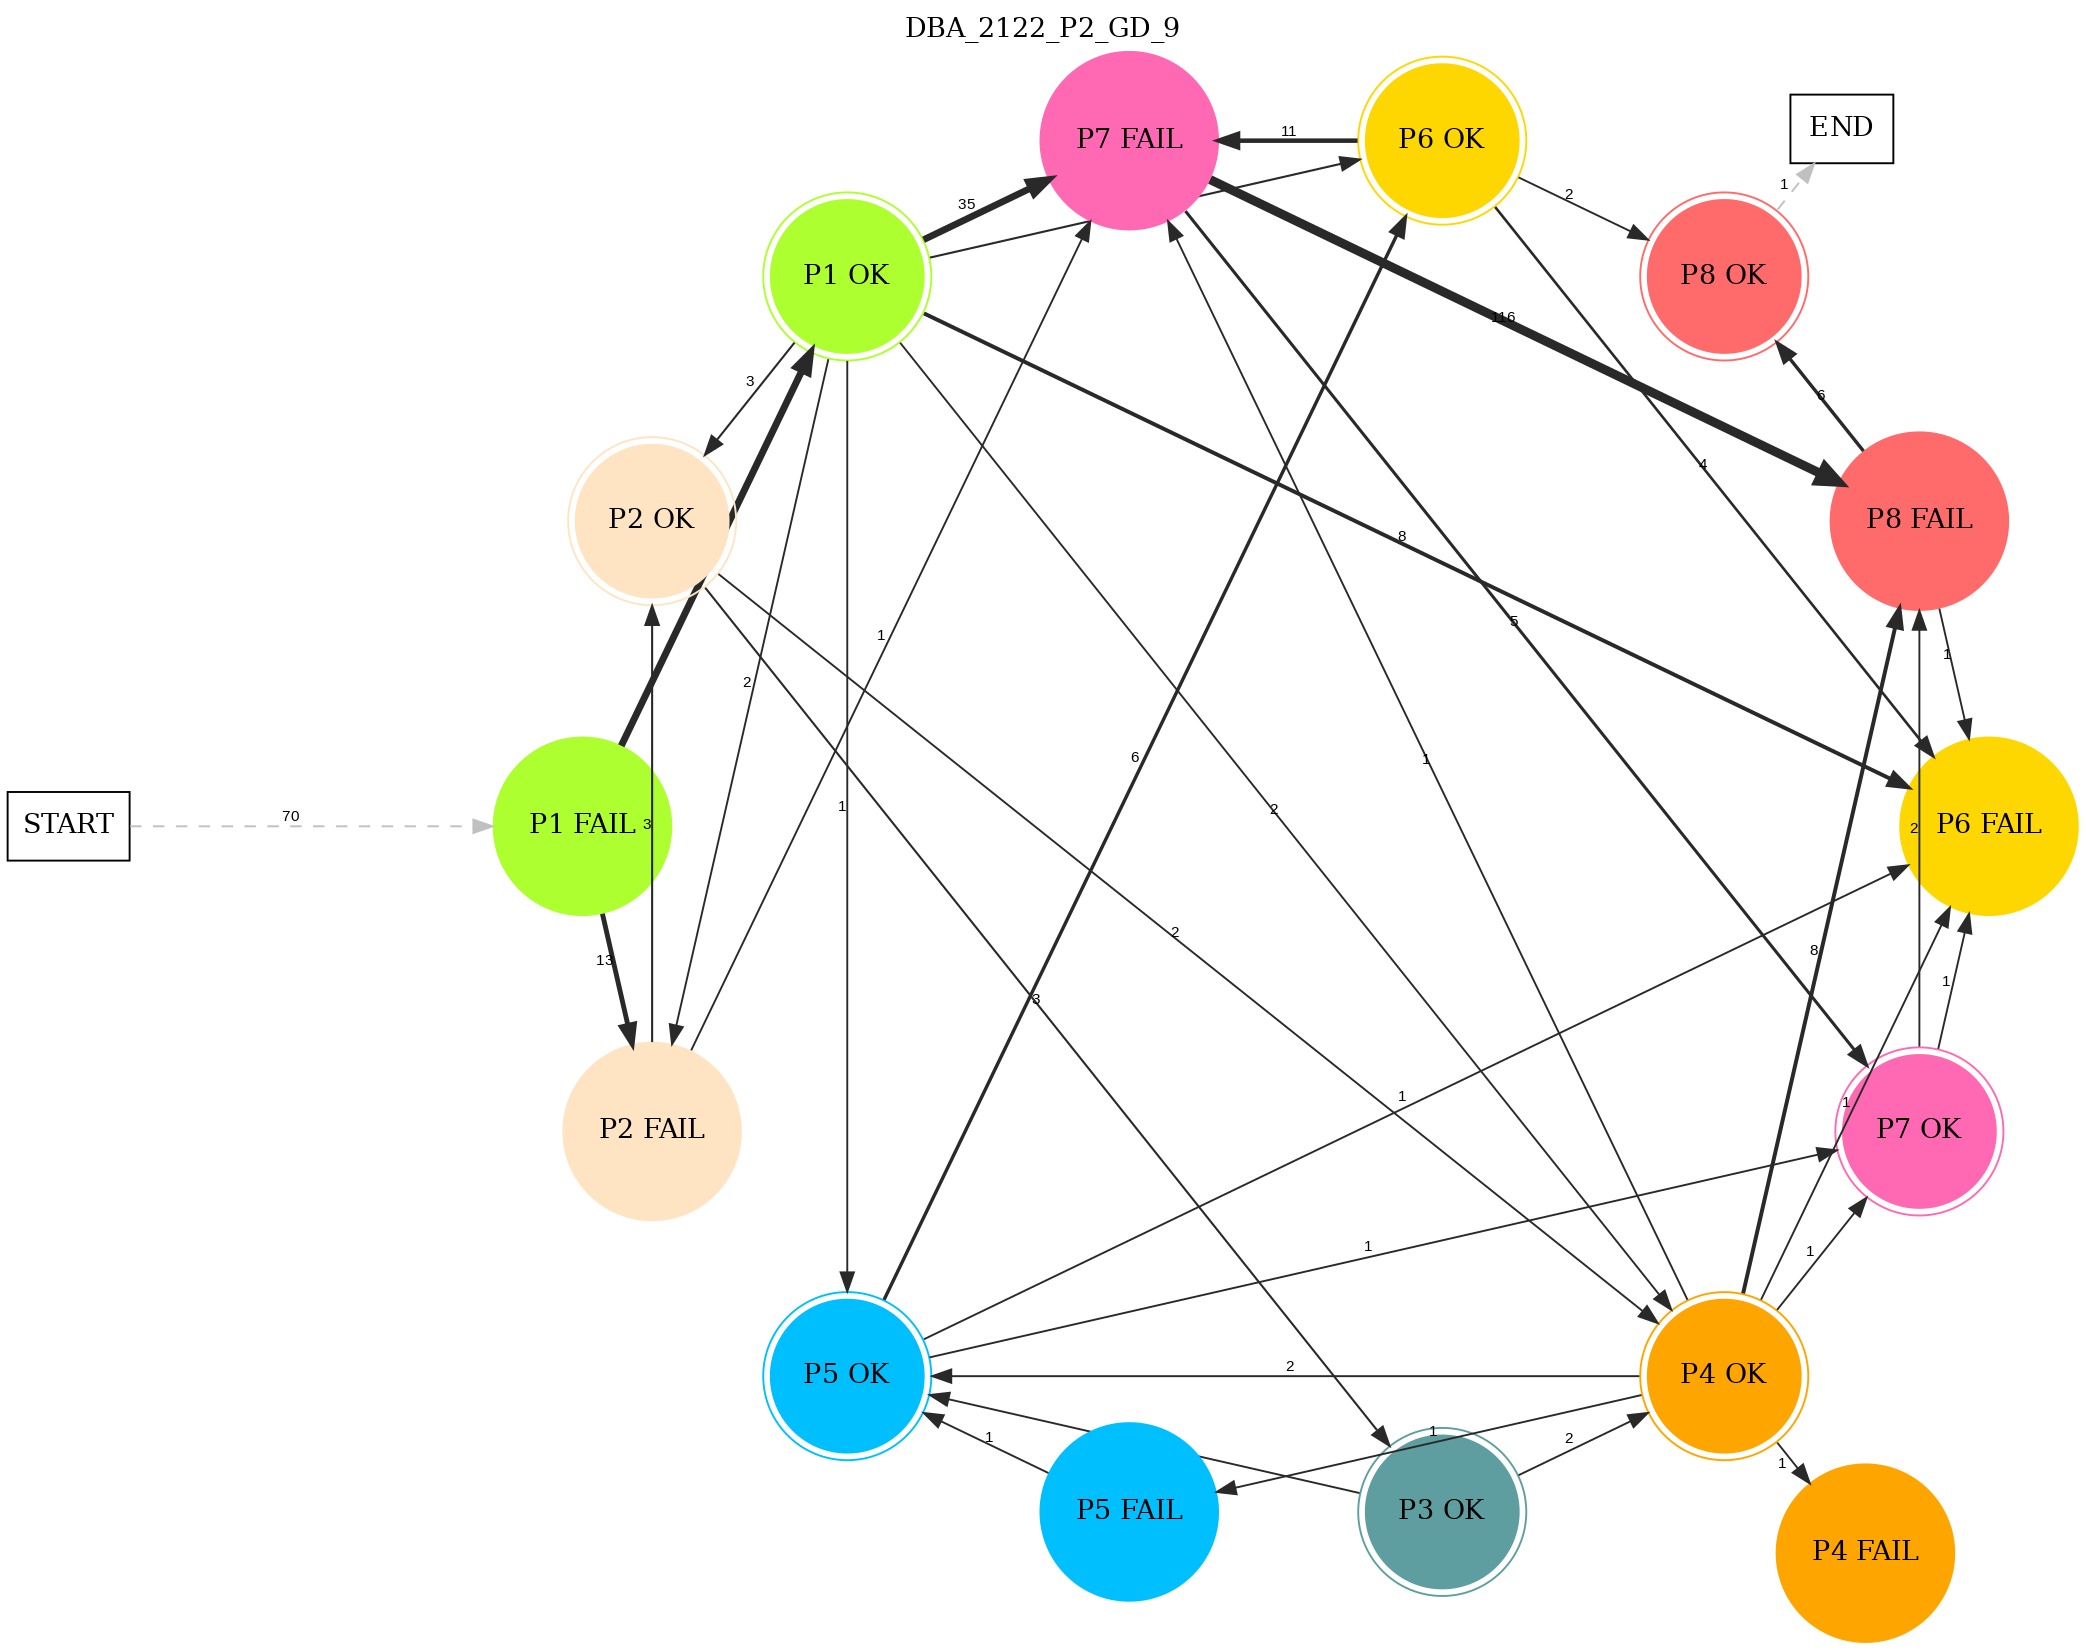 DBA_2122_P2_GD_9
P7 FAIL
P6 OK
END
P1 OK
P8 OK
P2 OK
P8 FAIL
START
P1 FAIL
P6 FAIL
P2 FAIL
P7 OK
P5 OK
P4 OK
P5 FAIL
P3 OK
P4 FAIL
11
2
1
35
116
3
6
4
8
5
1
2
1
6
1
1
2
70
3
2
2
13
3
8
1
1
1
1
1
2
1
1
2
1